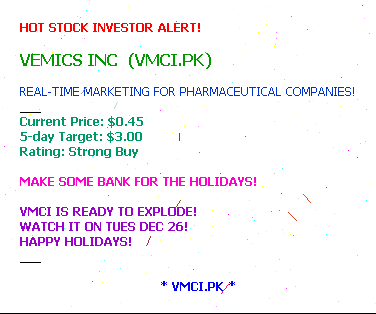 HOT STOCK INVESTOR ALERT!
VEMICS INC (VMCI.PK)
REAL-TIME MARKETING FOR PHARMACEUTICAL COMPANIES!
Current Price: $0.45
5-day Target: $3.00
Rating: Strong Buy
MAKE SOME BANK FOR THE HOLIDAYS!
VMCI IS READY TO EXPLODE!
WATCH IT ON TUES DEC 26!
HAPPY HOLIDAYS!
* VMCI.PK *